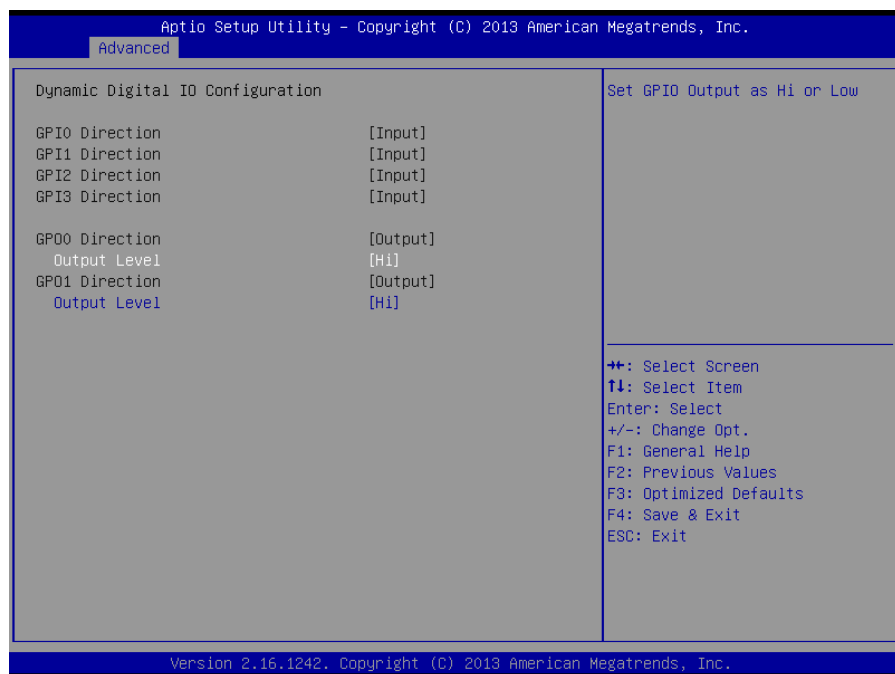 Aptio Setup Utility – Copyright (C) 2013 American Megatrends, Inc.
Advanced
Dynamic Digital IO Configuration
GPI0 Direction [Input]
GPI1 Direction [Input]
GPI2 Direction [Input]
GPI3 Direction [Input]
GPO0 Direction [Output]
Output Level [Hi]
GPO1 Direction [Output]
Output Level [Hi]
Set GPIO Output as Hi or Low
→←: Select Screen
↑↓: Select Item
Enter: Select
+/-: Change Opt.
F1: General Help
F2: Previous Values
F3: Optimized Defaults
F4: Save & Exit
ESC: Exit
Version 2.16.1242. Copyright (C) 2013 American Megatrends, Inc.